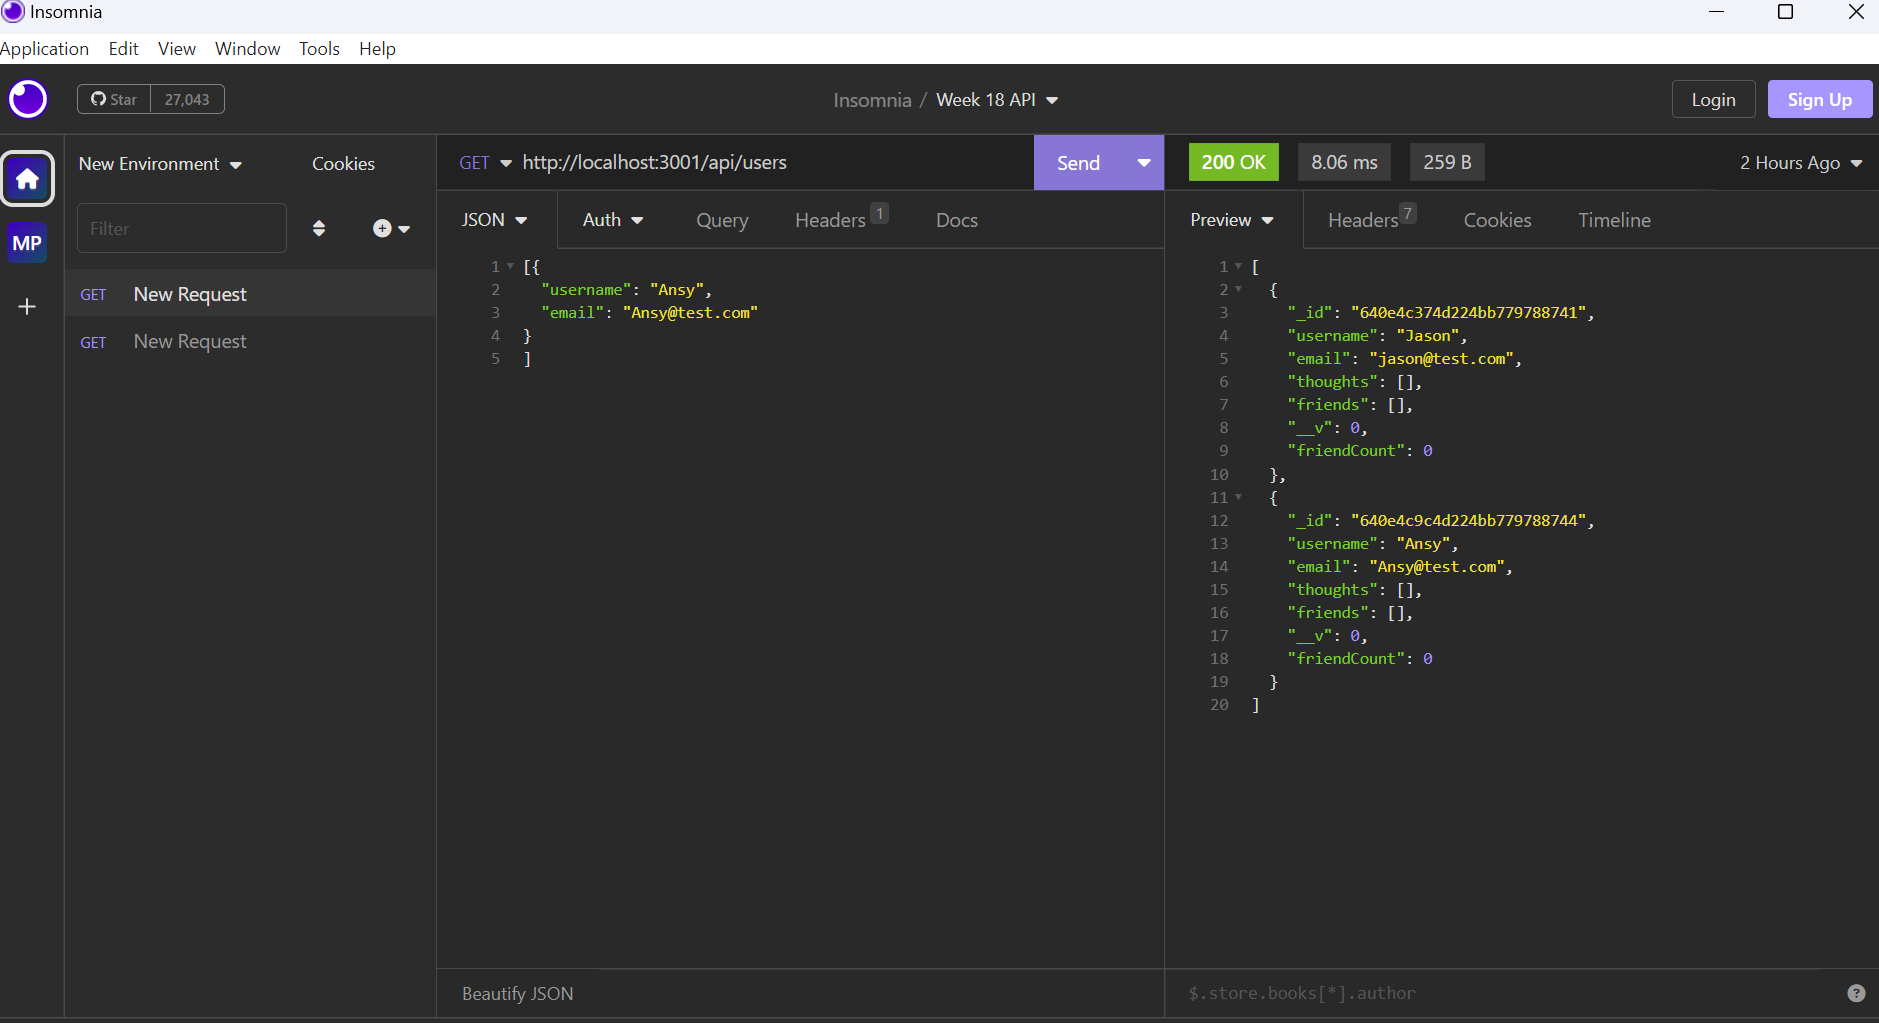 Insomnia
Application Edit View Window Tools Help
Star 27,043
Insomnia / Week 18 API
Login Sign Up
New Environment Cookies
GET http://localhost:3001/api/users Send
200 OK 8.06 ms 259 B 2 Hours Ago
MP
Filter
GET New Request
GET New Request
JSON Auth Query Headers 1 Docs
1 [{
2 "username": "Ansy",
3 "email": "Ansy@test.com"
4 }
5 ]
Beautify JSON
Preview Headers 7 Cookies Timeline
1 [
2 {
3 "_id": "640e4c374d224bb779788741",
4 "username": "Jason",
5 "email": "jason@test.com",
6 "thoughts": [],
7 "friends": [],
8 "__v": 0,
9 "friendCount": 0
10 },
11 {
12 "_id": "640e4c9c4d224bb779788744",
13 "username": "Ansy",
14 "email": "Ansy@test.com",
15 "thoughts": [],
16 "friends": [],
17 "__v": 0,
18 "friendCount": 0
19 }
20 ]
$.store.books[*].author ?